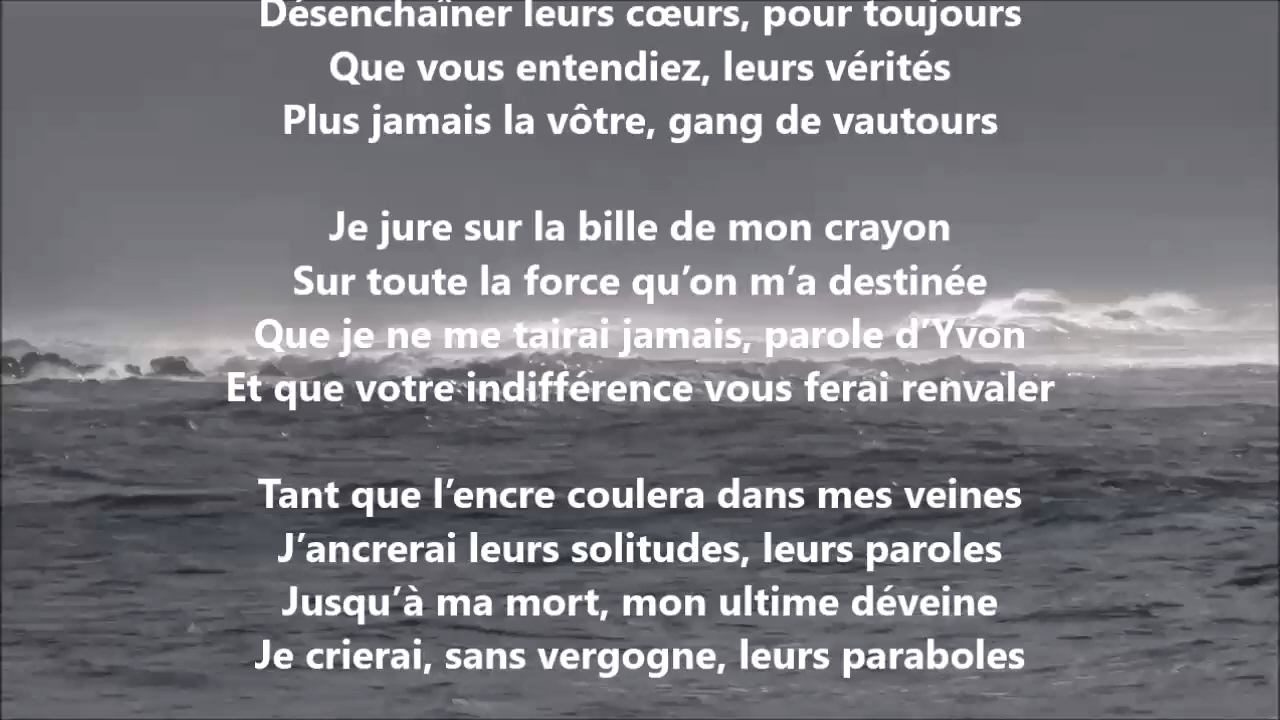 Désenchaîner leurs cœurs, pour toujours
Que vous entendiez, leurs vérités
Plus jamais la vôtre, gang de vautours
Je jure sur la bille de mon crayon
Sur toute la force qu’on m’a destinée
Que je ne me tairai jamais, parole d’Yvon
Et que votre indifférence vous ferai renvaler
Tant que l’encre coulera dans mes veines
J’ancrerai leurs solitudes, leurs paroles
Jusqu’à ma mort, mon ultime déveine
Je crierai, sans vergogne, leurs paraboles